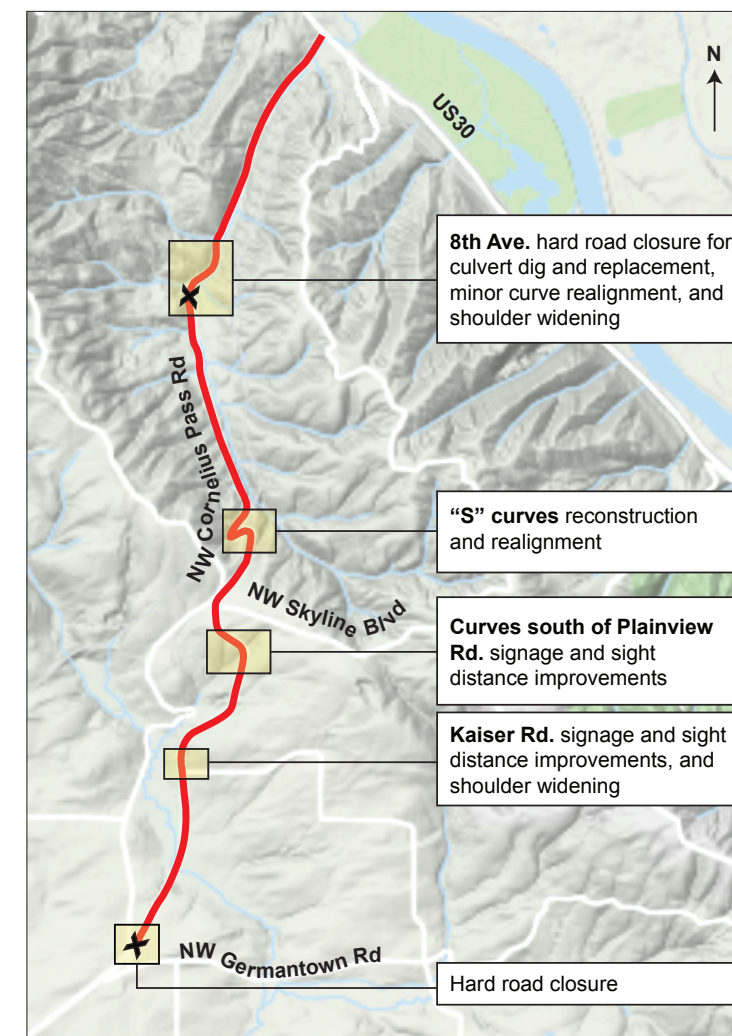 N
US30
8th Ave. hard road closure for
culvert dig and replacement,
minor curve realignment, and
shoulder widening
NW Cornelius Pass Rd
"S" curves reconstruction
and realignment
NW Skyline Blvd
Curves south of Plainview
Rd. signage and sight
distance improvements
Kaiser Rd. signage and sight
distance improvements, and
shoulder widening
NW Germantown Rd
Hard road closure